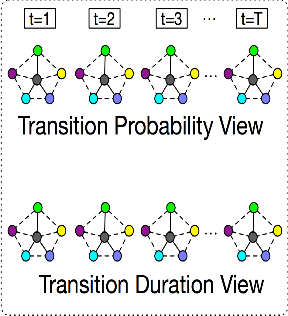 t=1 t=2 t=3 ... t=T
...
Transition Probability View
...
Transition Duration View